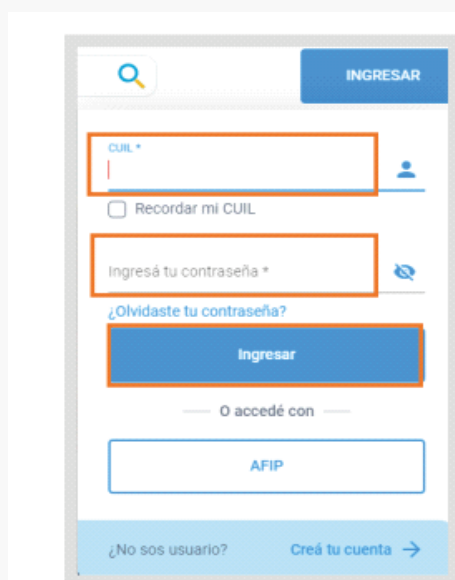 INGRESAR
CUIL *
Recordar mi CUIL
Ingresá tu contraseña *
¿Olvidaste tu contraseña?
Ingresar
O accedé con
AFIP
¿No sos usuario? Creá tu cuenta →